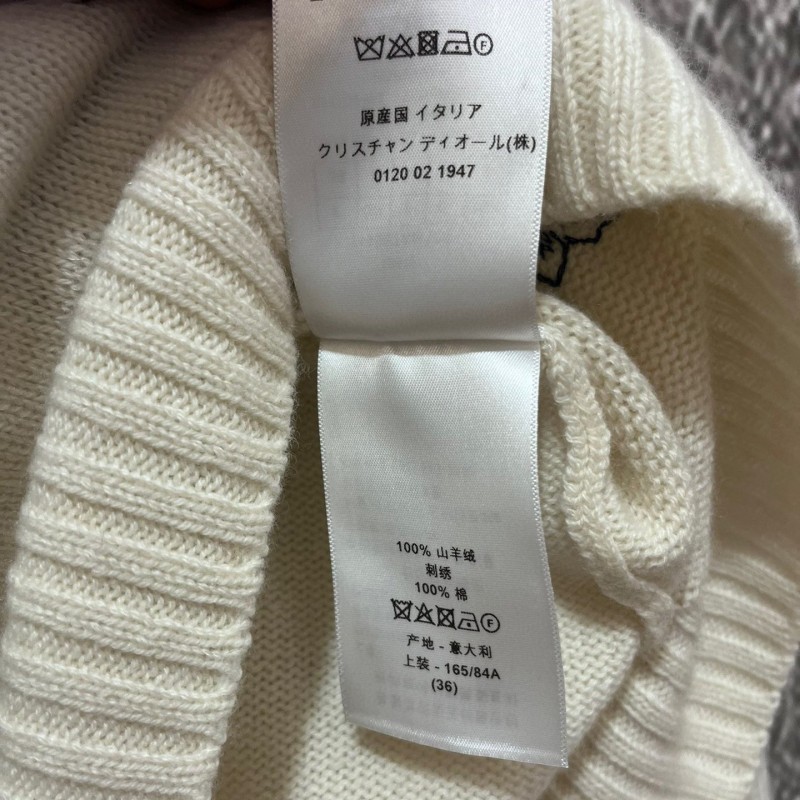 原産国 イタリア
クリスチャン ディオール(株)
0120 02 1947
100% 山羊绒
刺绣
100% 棉
F
产地 - 意大利
上装 - 165/84A
(36)